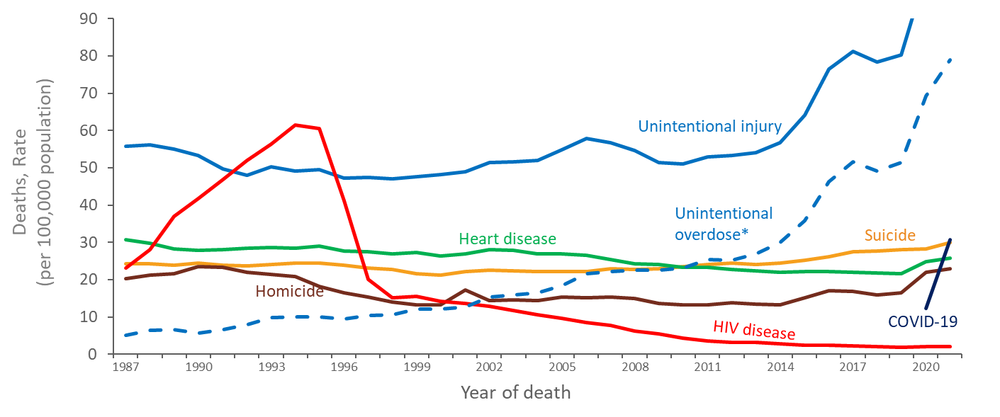 90
80
70
60
50
40
30
20
10
0
Deaths, Rate
(per 100,000 population)
Unintentional injury
Unintentional
overdose*
Heart disease
Suicide
Homicide
HIV disease
COVID-19
1987 1990 1993 1996 1999 2002 2005 2008 2011 2014 2017 2020
Year of death